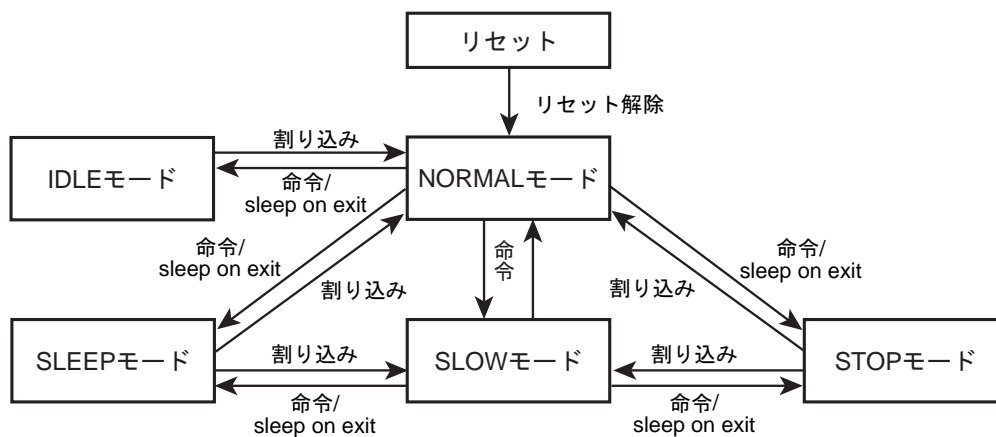 リセット
リセット解除
割り込み
IDLEモード
NORMALモード
命令/
sleep on exit
命令/
sleep on exit
命令
命令/
sleep on exit
割り込み
割り込み
SLEEPモード
割り込み
SLOWモード
割り込み
STOPモード
命令/
sleep on exit
命令/
sleep on exit